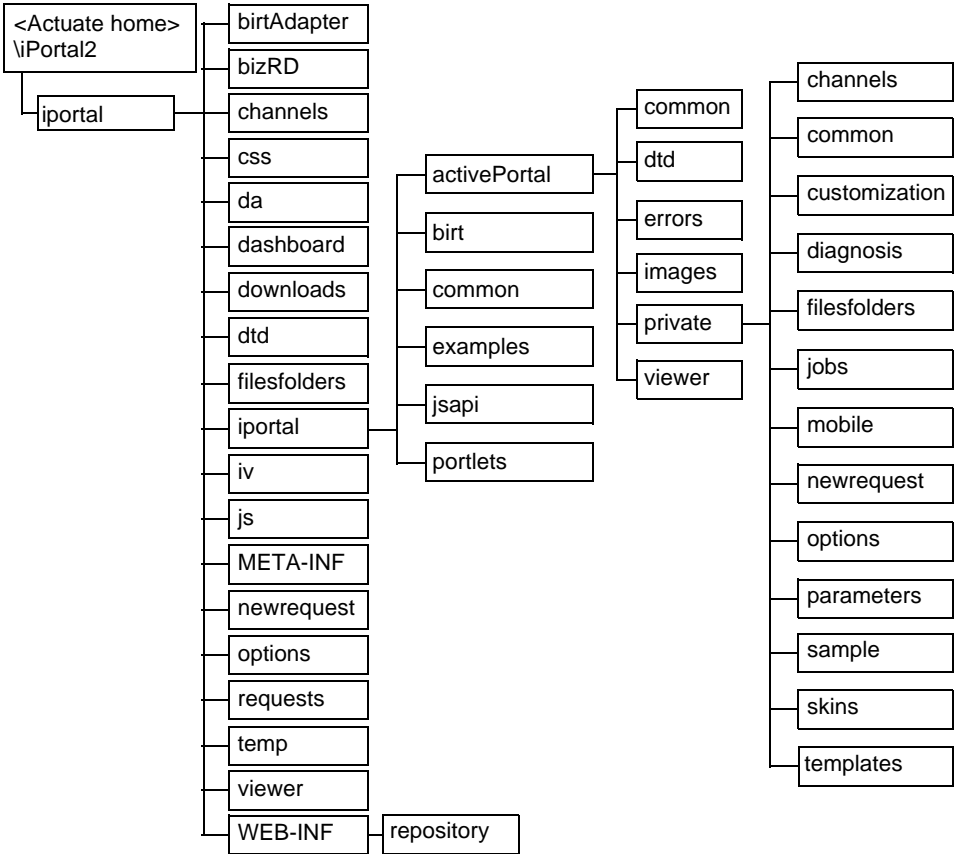 <Actuate home>
\iPortal2
iportal
birtAdapter
bizRD
channels
css
da
dashboard
downloads
dtd
filesfolders
iportal
iv
js
META-INF
newrequest
options
requests
temp
viewer
WEB-INF
repository
activePortal
birt
common
examples
jsapi
portlets
common
dtd
errors
images
private
viewer
channels
common
customization
diagnosis
filesfolders
jobs
mobile
newrequest
options
parameters
sample
skins
templates